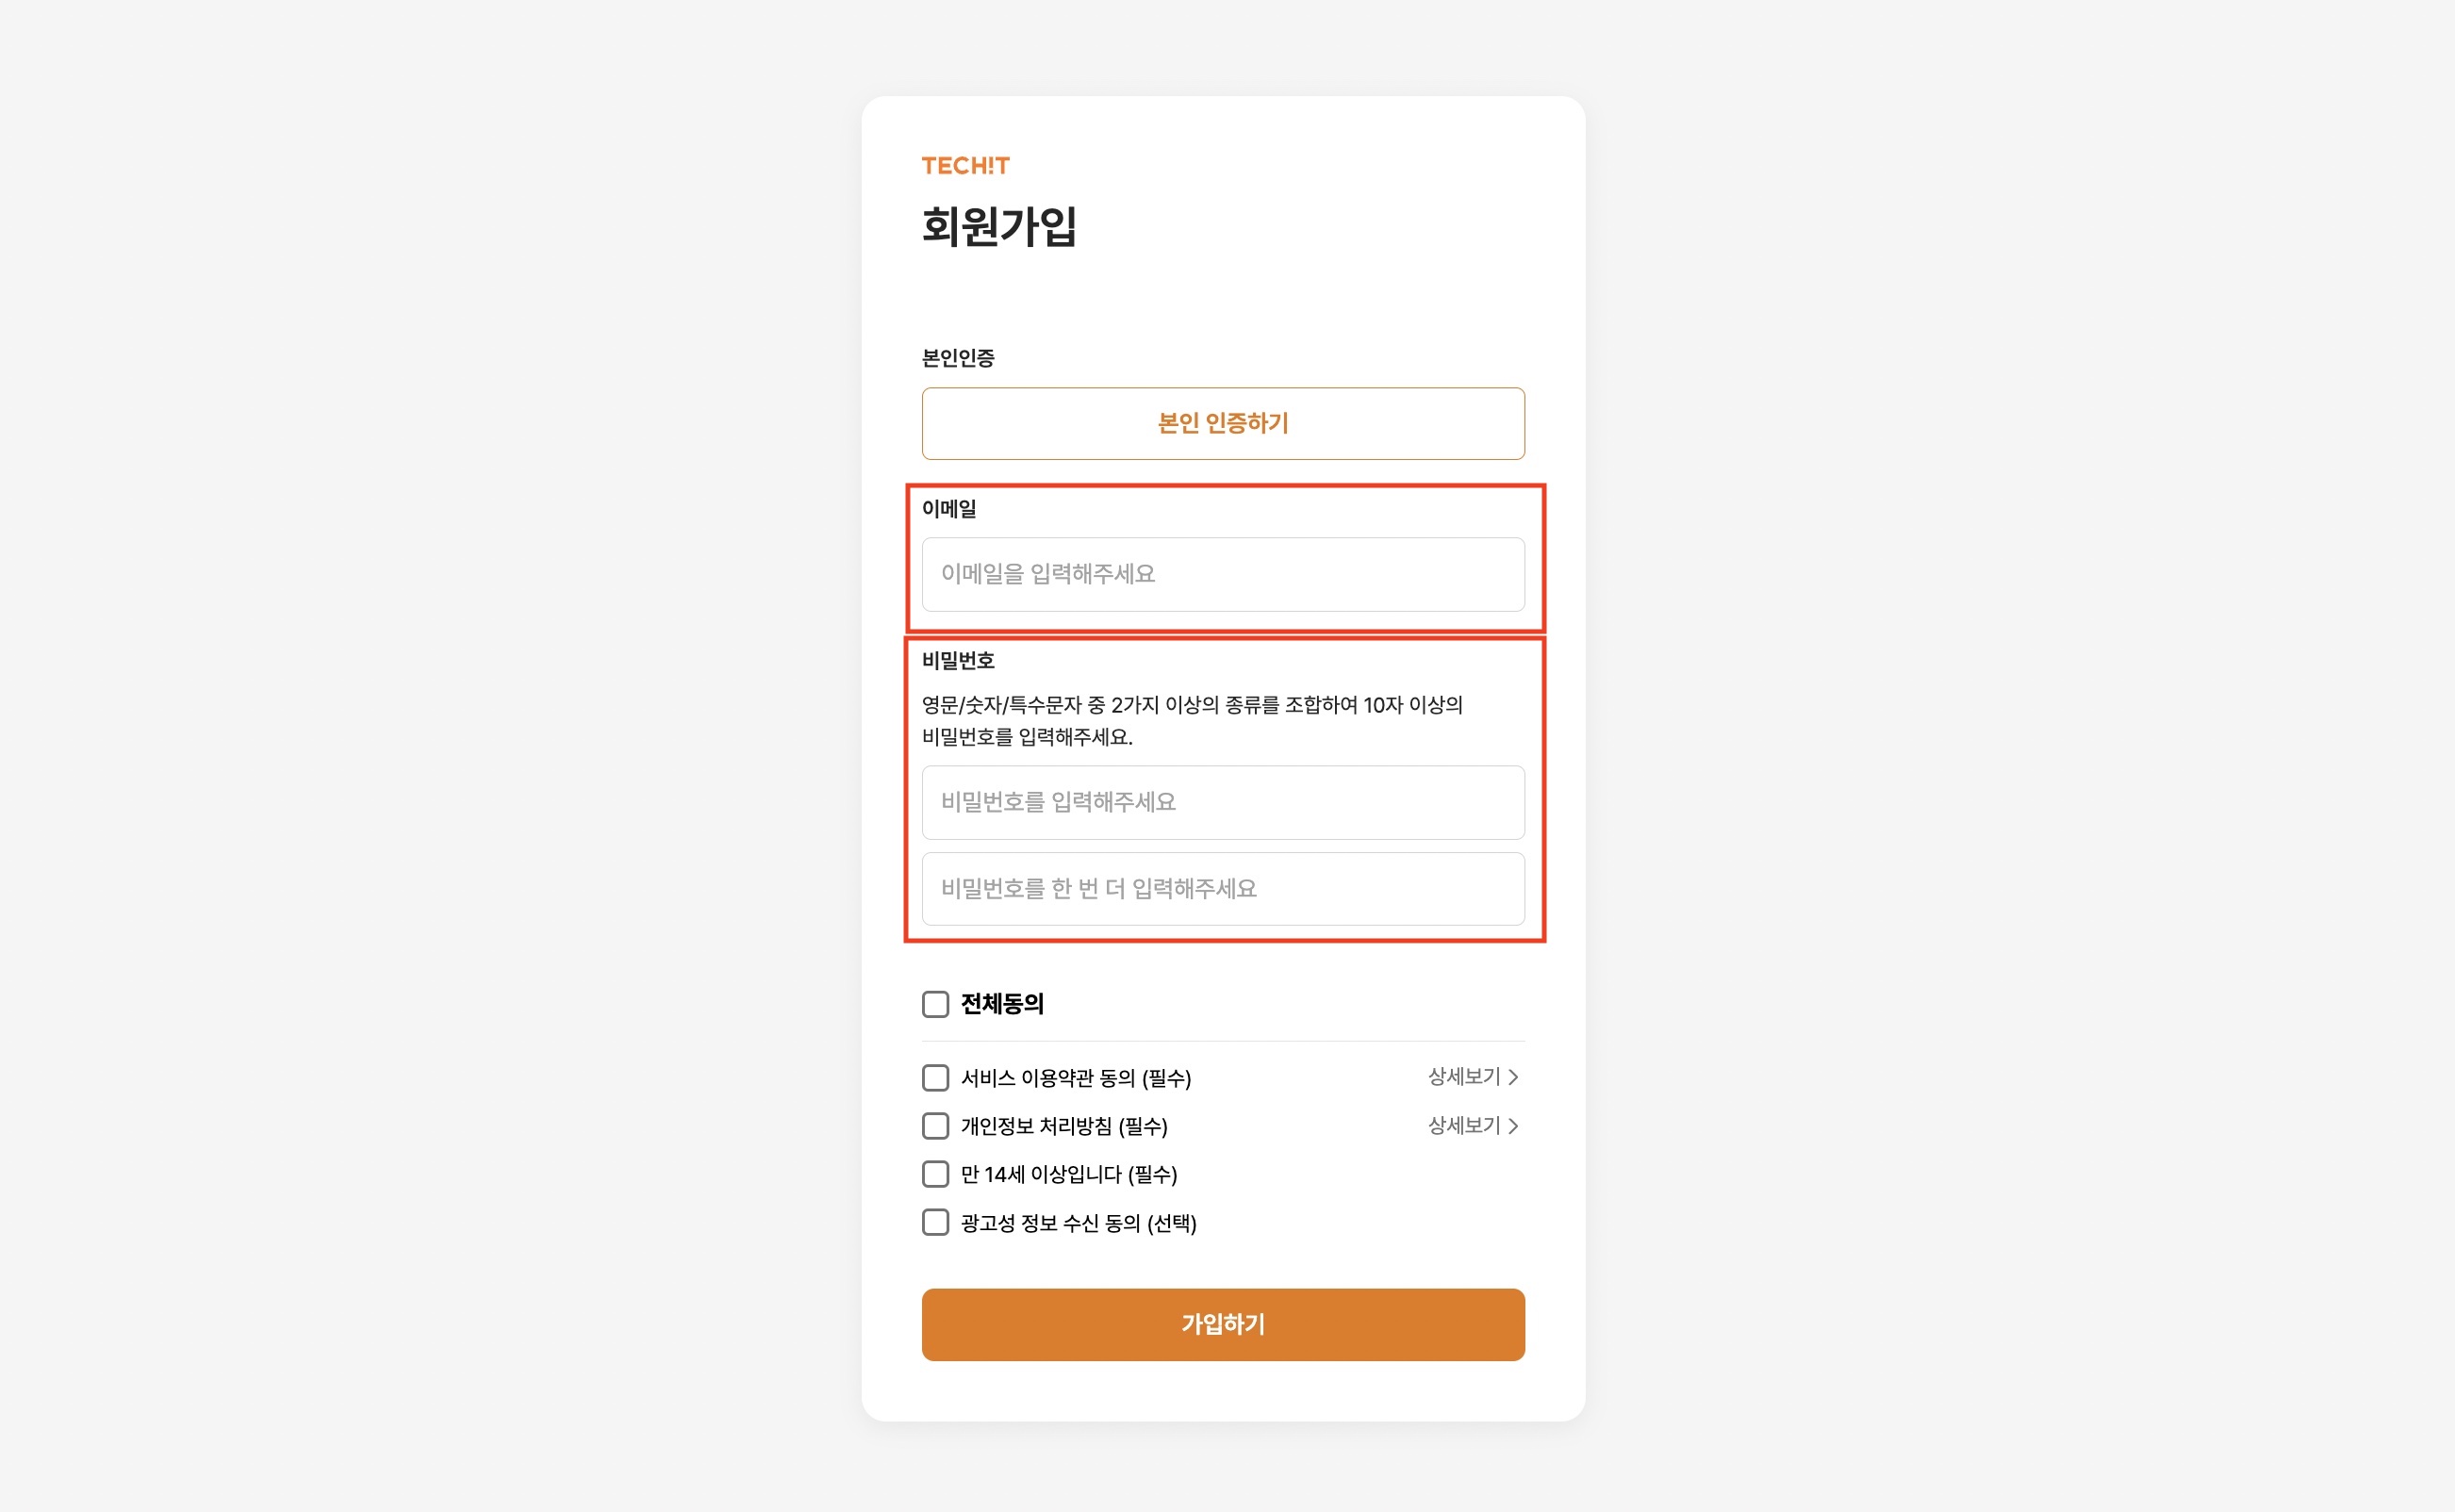 TECH!T
회원가입
본인인증
본인 인증하기
이메일
이메일을 입력해주세요
비밀번호
영문/숫자/특수문자 중 2가지 이상의 종류를 조합하여 10자 이상의
비밀번호를 입력해주세요.
비밀번호를 입력해주세요
비밀번호를 한 번 더 입력해주세요
전체동의
서비스 이용약관 동의 (필수) 상세보기
개인정보 처리방침 (필수) 상세보기
만 14세 이상입니다 (필수)
광고성 정보 수신 동의 (선택)
가입하기